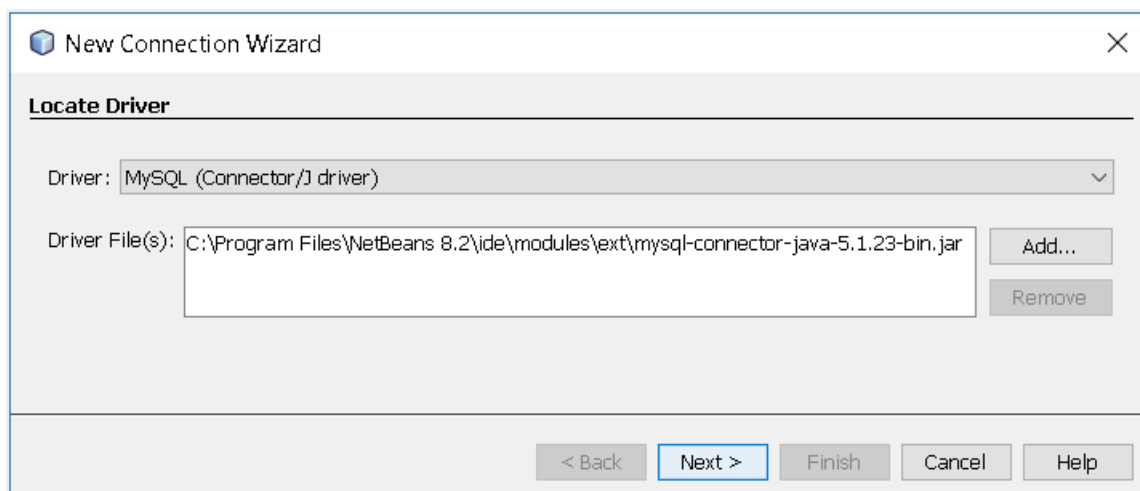 New Connection Wizard
Locate Driver
Driver: MySQL (Connector/J driver)
Driver File(s): C:\Program Files\NetBeans 8.2\ide\modules\ext\mysql-connector-java-5.1.23-bin.jar
Add...
Remove
< Back Next > Finish Cancel Help